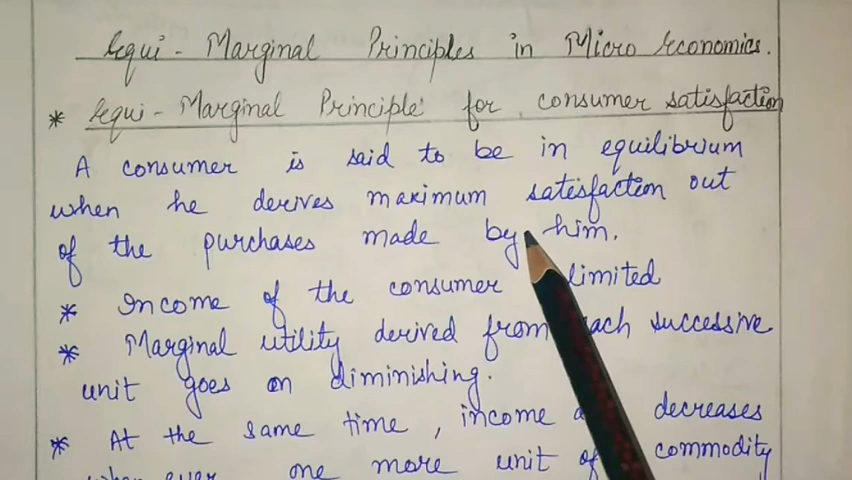 Equi - Marginal Principles in Micro Economics.
* Equi - Marginal Principle for consumer satisfaction
A consumer is said to be in equilibrium
when he derives maximum satisfaction out
of the purchases made by him.
* Income of the consumer limited
* Marginal utility derived from each successive
unit goes on diminishing.
* At the same time, income decreases
when ever one more unit of commodity